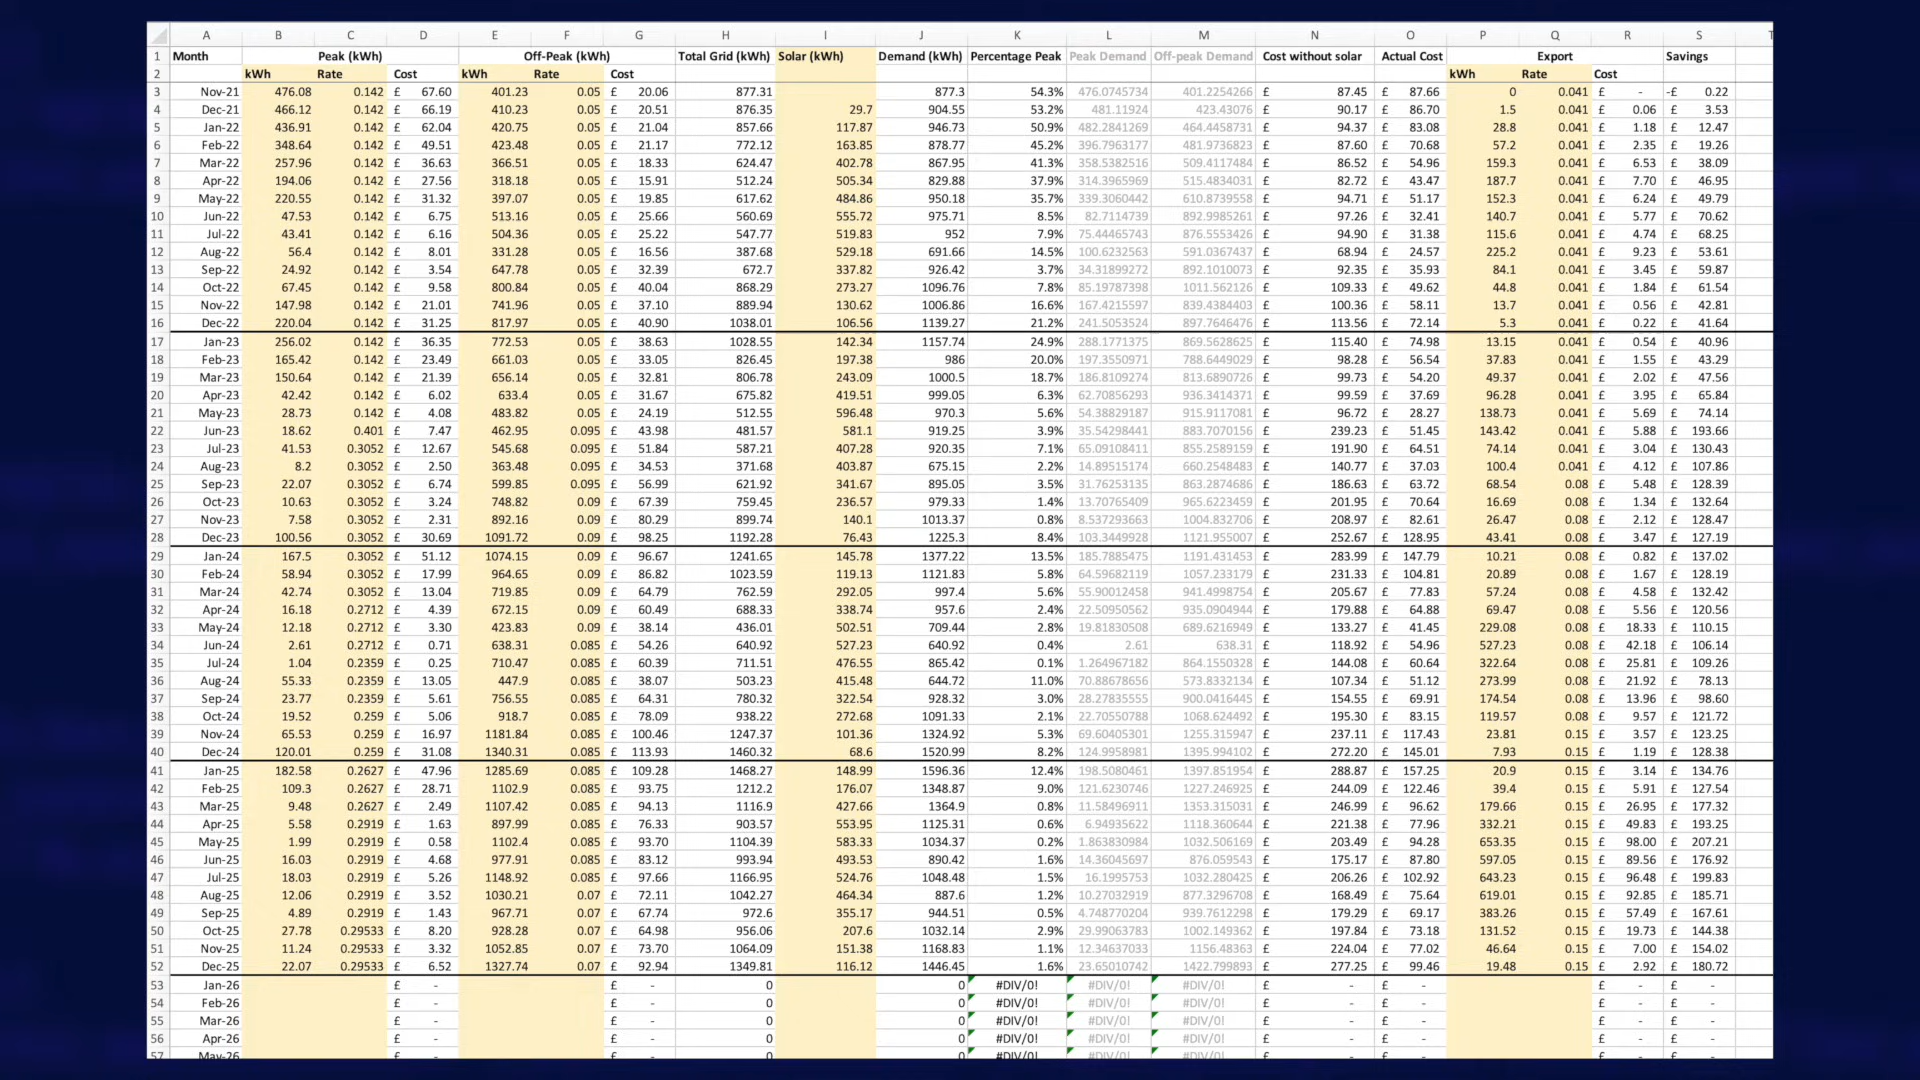 A B C D E F G H I J K L M N O P Q R S T
1 Month Peak (kWh) Off-Peak (kWh) Total Grid (kWh) Solar (kWh) Demand (kWh) Percentage Peak Peak Demand Off-peak Demand Cost without solar Actual Cost Export Savings
2 kWh Rate Cost kWh Rate Cost kWh Rate Cost
3 Nov-21 476.08 0.142 £ 67.60 401.23 0.05 £ 20.06 877.31 877.3 54.3% 476.0745734 401.2254266 £ 87.45 £ 87.66 0 0.041 £ - -£ 0.22
4 Dec-21 466.12 0.142 £ 66.19 410.23 0.05 £ 20.51 876.35 29.7 904.55 53.2% 481.11924 423.43076 £ 90.17 £ 86.70 1.5 0.041 £ 0.06 £ 3.53
5 Jan-22 436.91 0.142 £ 62.04 420.75 0.05 £ 21.04 857.66 117.87 946.73 50.9% 482.2841269 464.4458731 £ 94.37 £ 83.08 28.8 0.041 £ 1.18 £ 12.47
6 Feb-22 348.64 0.142 £ 49.51 423.48 0.05 £ 21.17 772.12 163.85 878.77 45.2% 396.7963177 481.9736823 £ 87.60 £ 70.68 57.2 0.041 £ 2.35 £ 19.26
7 Mar-22 257.96 0.142 £ 36.63 366.51 0.05 £ 18.33 624.47 402.78 867.95 41.3% 358.5382516 509.4117484 £ 86.52 £ 54.96 159.3 0.041 £ 6.53 £ 38.09
8 Apr-22 194.06 0.142 £ 27.56 318.18 0.05 £ 15.91 512.24 505.34 829.88 37.9% 314.3965969 515.4834031 £ 82.72 £ 43.47 187.7 0.041 £ 7.70 £ 46.95
9 May-22 220.55 0.142 £ 31.32 397.07 0.05 £ 19.85 617.62 484.86 950.18 35.7% 339.3060442 610.8739558 £ 94.71 £ 51.17 152.3 0.041 £ 6.24 £ 49.79
10 Jun-22 47.53 0.142 £ 6.75 513.16 0.05 £ 25.66 560.69 555.72 975.71 8.5% 82.7114739 892.9985261 £ 97.26 £ 32.41 140.7 0.041 £ 5.77 £ 70.62
11 Jul-22 43.41 0.142 £ 6.16 504.36 0.05 £ 25.22 547.77 519.83 952 7.9% 75.44465743 876.5553426 £ 94.90 £ 31.38 115.6 0.041 £ 4.74 £ 68.25
12 Aug-22 56.4 0.142 £ 8.01 331.28 0.05 £ 16.56 387.68 529.18 691.66 14.5% 100.6232563 591.0367437 £ 68.94 £ 24.57 225.2 0.041 £ 9.23 £ 53.61
13 Sep-22 24.92 0.142 £ 3.54 647.78 0.05 £ 32.39 672.7 337.82 926.42 3.7% 34.31899272 892.1010073 £ 92.35 £ 35.93 84.1 0.041 £ 3.45 £ 59.87
14 Oct-22 67.45 0.142 £ 9.58 800.84 0.05 £ 40.04 868.29 273.27 1096.76 7.8% 85.19787398 1011.562126 £ 109.33 £ 49.62 44.8 0.041 £ 1.84 £ 61.54
15 Nov-22 147.98 0.142 £ 21.01 741.96 0.05 £ 37.10 889.94 130.62 1006.86 16.6% 167.4215597 839.4384403 £ 100.36 £ 58.11 13.7 0.041 £ 0.56 £ 42.81
16 Dec-22 220.04 0.142 £ 31.25 817.97 0.05 £ 40.90 1038.01 106.56 1139.27 21.2% 241.5053524 897.7646476 £ 113.56 £ 72.14 5.3 0.041 £ 0.22 £ 41.64
17 Jan-23 256.02 0.142 £ 36.35 772.53 0.05 £ 38.63 1028.55 142.34 1157.74 24.9% 288.1771375 869.5628625 £ 115.40 £ 74.98 13.15 0.041 £ 0.54 £ 40.96
18 Feb-23 165.42 0.142 £ 23.49 661.03 0.05 £ 33.05 826.45 197.38 986 20.0% 197.3550971 788.6449029 £ 98.28 £ 56.54 37.83 0.041 £ 1.55 £ 43.29
19 Mar-23 150.64 0.142 £ 21.39 656.14 0.05 £ 32.81 806.78 243.09 1000.5 18.7% 186.8109274 813.6890726 £ 99.73 £ 54.20 49.37 0.041 £ 2.02 £ 47.56
20 Apr-23 42.42 0.142 £ 6.02 633.4 0.05 £ 31.67 675.82 419.51 999.05 6.3% 62.70856293 936.3414371 £ 99.59 £ 37.69 96.28 0.041 £ 3.95 £ 65.84
21 May-23 28.73 0.142 £ 4.08 483.82 0.05 £ 24.19 512.55 596.48 970.3 5.6% 54.38829187 915.9117081 £ 96.72 £ 28.27 138.73 0.041 £ 5.69 £ 74.14
22 Jun-23 18.62 0.401 £ 7.47 462.95 0.095 £ 43.98 481.57 581.1 919.25 3.9% 35.54298441 883.7070156 £ 239.23 £ 51.45 143.42 0.041 £ 5.88 £ 193.66
23 Jul-23 41.53 0.3052 £ 12.67 545.68 0.095 £ 51.84 587.21 407.28 920.35 7.1% 65.09108411 855.2589159 £ 191.90 £ 64.51 74.14 0.041 £ 3.04 £ 130.43
24 Aug-23 8.2 0.3052 £ 2.50 363.48 0.095 £ 34.53 371.68 403.87 675.15 2.2% 14.89515174 660.2548483 £ 140.77 £ 37.03 100.4 0.041 £ 4.12 £ 107.86
25 Sep-23 22.07 0.3052 £ 6.74 599.85 0.095 £ 56.99 621.92 341.67 895.05 3.5% 31.76253135 863.2874686 £ 186.63 £ 63.72 68.54 0.08 £ 5.48 £ 128.39
26 Oct-23 10.63 0.3052 £ 3.24 748.82 0.09 £ 67.39 759.45 236.57 979.33 1.4% 13.70765409 965.6223459 £ 201.95 £ 70.64 16.69 0.08 £ 1.34 £ 132.64
27 Nov-23 7.58 0.3052 £ 2.31 892.16 0.09 £ 80.29 899.74 140.1 1013.37 0.8% 8.537293663 1004.832706 £ 208.97 £ 82.61 26.47 0.08 £ 2.12 £ 128.47
28 Dec-23 100.56 0.3052 £ 30.69 1091.72 0.09 £ 98.25 1192.28 76.43 1225.3 8.4% 103.3449928 1121.955007 £ 252.67 £ 128.95 43.41 0.08 £ 3.47 £ 127.19
29 Jan-24 167.5 0.3052 £ 51.12 1074.15 0.09 £ 96.67 1241.65 145.78 1377.22 13.5% 185.7885475 1191.431453 £ 283.99 £ 147.79 10.21 0.08 £ 0.82 £ 137.02
30 Feb-24 58.94 0.3052 £ 17.99 964.65 0.09 £ 86.82 1023.59 119.13 1121.83 5.8% 64.59682119 1057.233179 £ 231.33 £ 104.81 20.89 0.08 £ 1.67 £ 128.19
31 Mar-24 42.74 0.3052 £ 13.04 719.85 0.09 £ 64.79 762.59 292.05 997.4 5.6% 55.90012458 941.4998754 £ 205.67 £ 77.83 57.24 0.08 £ 4.58 £ 132.42
32 Apr-24 16.18 0.2712 £ 4.39 672.15 0.09 £ 60.49 688.33 338.74 957.6 2.4% 22.50950562 935.0904944 £ 179.88 £ 64.88 69.47 0.08 £ 5.56 £ 120.56
33 May-24 12.18 0.2712 £ 3.30 423.83 0.09 £ 38.14 436.01 502.51 709.44 2.8% 19.81830508 689.6216949 £ 133.27 £ 41.45 229.08 0.08 £ 18.33 £ 110.15
34 Jun-24 2.61 0.2712 £ 0.71 638.31 0.085 £ 54.26 640.92 527.23 640.92 0.4% 2.61 638.31 £ 118.92 £ 54.96 527.23 0.08 £ 42.18 £ 106.14
35 Jul-24 1.04 0.2359 £ 0.25 710.47 0.085 £ 60.39 711.51 476.55 865.42 0.1% 1.264967182 864.1550328 £ 144.08 £ 60.64 322.64 0.08 £ 25.81 £ 109.26
36 Aug-24 55.33 0.2359 £ 13.05 447.9 0.085 £ 38.07 503.23 415.48 644.72 11.0% 70.88678656 573.8332134 £ 107.34 £ 51.12 273.99 0.08 £ 21.92 £ 78.13
37 Sep-24 23.77 0.2359 £ 5.61 756.55 0.085 £ 64.31 780.32 322.54 928.32 3.0% 28.27835555 900.0416445 £ 154.55 £ 69.91 174.54 0.08 £ 13.96 £ 98.60
38 Oct-24 19.52 0.259 £ 5.06 918.7 0.085 £ 78.09 938.22 272.68 1091.33 2.1% 22.70550788 1068.624492 £ 195.30 £ 83.15 119.57 0.08 £ 9.57 £ 121.72
39 Nov-24 65.53 0.259 £ 16.97 1181.84 0.085 £ 100.46 1247.37 101.36 1324.92 5.3% 69.60405301 1255.315947 £ 237.11 £ 117.43 23.81 0.15 £ 3.57 £ 123.25
40 Dec-24 120.01 0.259 £ 31.08 1340.31 0.085 £ 113.93 1460.32 68.6 1520.99 8.2% 124.9958981 1395.994102 £ 272.20 £ 145.01 7.93 0.15 £ 1.19 £ 128.38
41 Jan-25 182.58 0.2627 £ 47.96 1285.69 0.085 £ 109.28 1468.27 148.99 1596.36 12.4% 198.5080461 1397.851954 £ 288.87 £ 157.25 20.9 0.15 £ 3.14 £ 134.76
42 Feb-25 109.3 0.2627 £ 28.71 1102.9 0.085 £ 93.75 1212.2 176.07 1348.87 9.0% 121.6230746 1227.246925 £ 244.09 £ 122.46 39.4 0.15 £ 5.91 £ 127.54
43 Mar-25 9.48 0.2627 £ 2.49 1107.42 0.085 £ 94.13 1116.9 427.66 1364.9 0.8% 11.58496911 1353.315031 £ 246.99 £ 96.62 179.66 0.15 £ 26.95 £ 177.32
44 Apr-25 5.58 0.2919 £ 1.63 897.99 0.085 £ 76.33 903.57 553.95 1125.31 0.6% 6.94935622 1118.360644 £ 221.38 £ 77.96 332.21 0.15 £ 49.83 £ 193.25
45 May-25 1.99 0.2919 £ 0.58 1102.4 0.085 £ 93.70 1104.39 583.33 1034.37 0.2% 1.863830984 1032.506169 £ 203.49 £ 94.28 653.35 0.15 £ 98.00 £ 207.21
46 Jun-25 16.03 0.2919 £ 4.68 977.91 0.085 £ 83.12 993.94 493.53 890.42 1.6% 14.36045697 876.059543 £ 175.17 £ 87.80 597.05 0.15 £ 89.56 £ 176.92
47 Jul-25 18.03 0.2919 £ 5.26 1148.92 0.085 £ 97.66 1166.95 524.76 1048.48 1.5% 16.1995753 1032.280425 £ 206.26 £ 102.92 643.23 0.15 £ 96.48 £ 199.83
48 Aug-25 12.06 0.2919 £ 3.52 1030.21 0.07 £ 72.11 1042.27 464.34 887.6 1.2% 10.27032919 877.3296708 £ 168.49 £ 75.64 619.01 0.15 £ 92.85 £ 185.71
49 Sep-25 4.89 0.2919 £ 1.43 967.71 0.07 £ 67.74 972.6 355.17 944.51 0.5% 4.748770204 939.7612298 £ 179.29 £ 69.17 383.26 0.15 £ 57.49 £ 167.61
50 Oct-25 27.78 0.29533 £ 8.20 928.28 0.07 £ 64.98 956.06 207.6 1032.14 2.9% 29.99063783 1002.149362 £ 197.84 £ 73.18 131.52 0.15 £ 19.73 £ 144.38
51 Nov-25 11.24 0.29533 £ 3.32 1052.85 0.07 £ 73.70 1064.09 151.38 1168.83 1.1% 12.34637033 1156.48363 £ 224.04 £ 77.02 46.64 0.15 £ 7.00 £ 154.02
52 Dec-25 22.07 0.29533 £ 6.52 1327.74 0.07 £ 92.94 1349.81 116.12 1446.45 1.6% 23.65010742 1422.799893 £ 277.25 £ 99.46 19.48 0.15 £ 2.92 £ 180.72
53 Jan-26 £ - £ - 0 0 #DIV/0! #DIV/0! #DIV/0! £ - £ - £ - £ -
54 Feb-26 £ - £ - 0 0 #DIV/0! #DIV/0! #DIV/0! £ - £ - £ - £ -
55 Mar-26 £ - £ - 0 0 #DIV/0! #DIV/0! #DIV/0! £ - £ - £ - £ -
56 Apr-26 £ - £ - 0 0 #DIV/0! #DIV/0! #DIV/0! £ - £ - £ - £ -
57 May-26 £ - £ - 0 0 #DIV/0! #DIV/0! #DIV/0! £ - £ - £ - £ -